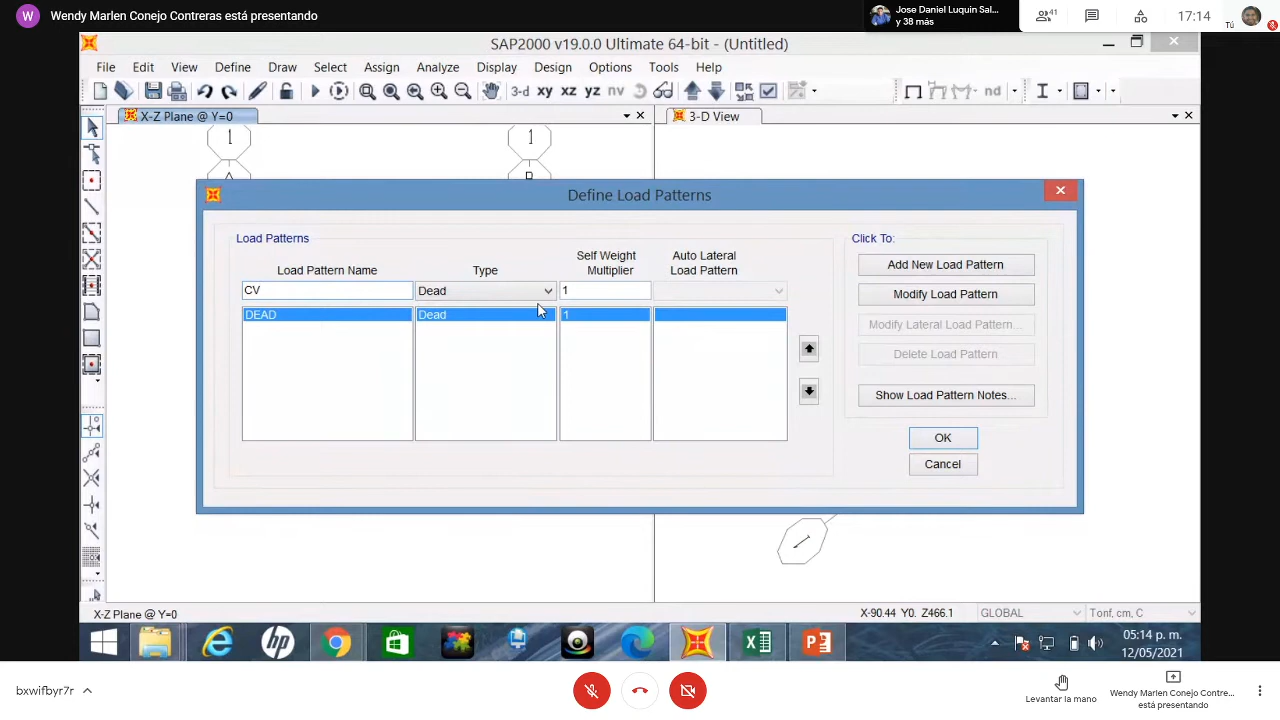 W Wendy Marlen Conejo Contreras está presentando
Jose Daniel Luquin Sal...
y 38 más
41
17:14
Tú
SAP2000 v19.0.0 Ultimate 64-bit - (Untitled)
File Edit View Define Draw Select Assign Analyze Display Design Options Tools Help
3-d xy xz yz nv nd
X-Z Plane @ Y=0
3-D View
1 1
Define Load Patterns
Load Patterns
Click To:
Load Pattern Name Type Self Weight Multiplier Auto Lateral Load Pattern
CV Dead 1
DEAD Dead 1
Add New Load Pattern
Modify Load Pattern
Modify Lateral Load Pattern...
Delete Load Pattern
Show Load Pattern Notes...
OK
Cancel
X-Z Plane @ Y=0 X-90.44 Y0. Z466.1 GLOBAL Tonf, cm, C
05:14 p. m.
12/05/2021
bxwifbyr7r
Levantar la mano
Wendy Marlen Conejo Contre...
está presentando